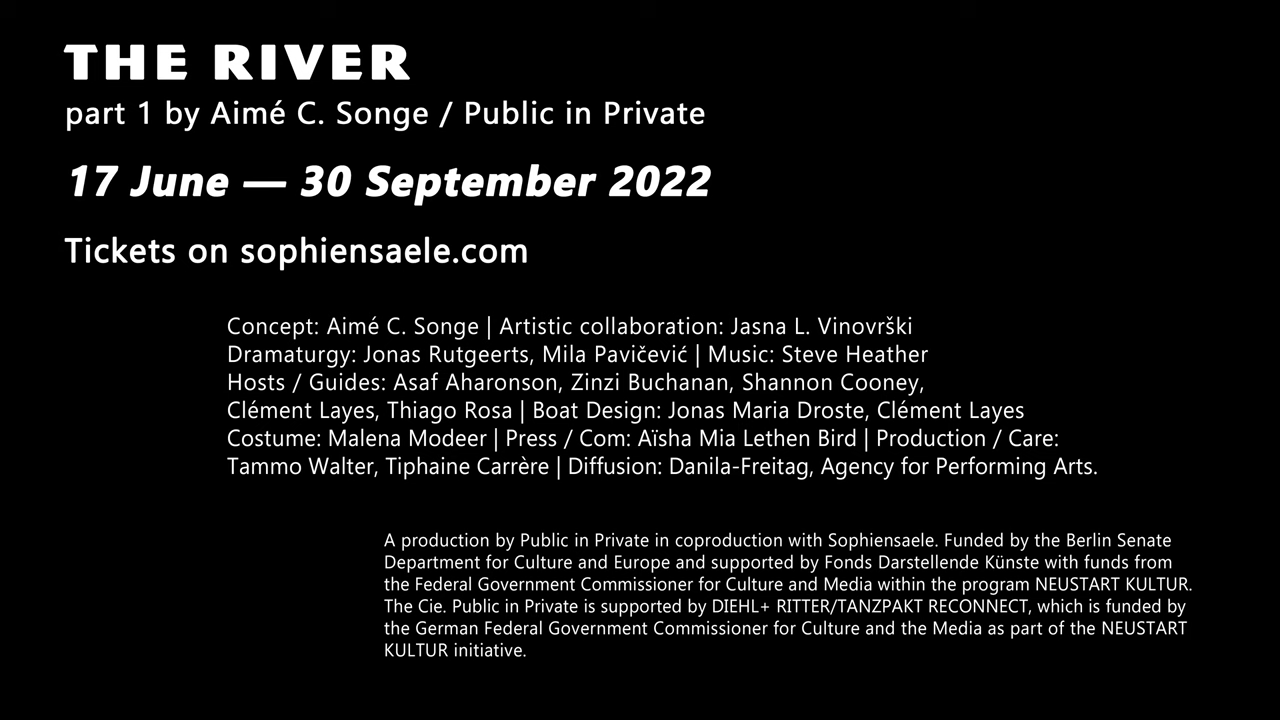 THE RIVER
part 1 by Aimé C. Songe / Public in Private
17 June — 30 September 2022
Tickets on sophiensaele.com
Concept: Aimé C. Songe | Artistic collaboration: Jasna L. Vinovrški
Dramaturgy: Jonas Rutgeerts, Mila Pavičević | Music: Steve Heather
Hosts / Guides: Asaf Aharonson, Zinzi Buchanan, Shannon Cooney,
Clément Layes, Thiago Rosa | Boat Design: Jonas Maria Droste, Clément Layes
Costume: Malena Modeer | Press / Com: Aïsha Mia Lethen Bird | Production / Care:
Tammo Walter, Tiphaine Carrère | Diffusion: Danila-Freitag, Agency for Performing Arts.
A production by Public in Private in coproduction with Sophiensaele. Funded by the Berlin Senate
Department for Culture and Europe and supported by Fonds Darstellende Künste with funds from
the Federal Government Commissioner for Culture and Media within the program NEUSTART KULTUR.
The Cie. Public in Private is supported by DIEHL+ RITTER/TANZPAKT RECONNECT, which is funded by
the German Federal Government Commissioner for Culture and the Media as part of the NEUSTART
KULTUR initiative.